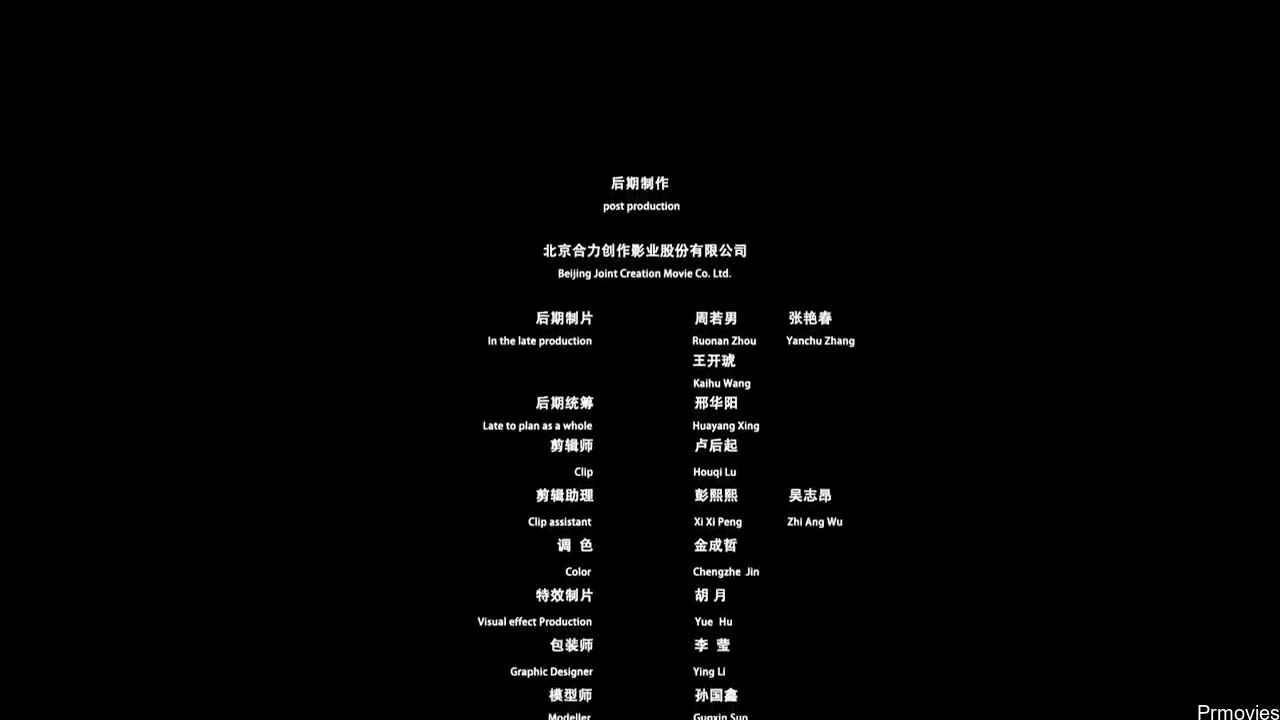 后期制作
post production
北京合力创作影业股份有限公司
Beijing Joint Creation Movie Co. Ltd.
后期制片 周若男 张艳春
In the late production Ruonan Zhou Yanchu Zhang
王开琥
Kaihu Wang
后期统筹 邢华阳
Late to plan as a whole Huayang Xing
剪辑师 卢后起
Clip Houqi Lu
剪辑助理 彭熙熙 吴志昂
Clip assistant Xi Xi Peng Zhi Ang Wu
调 色 金成哲
Color Chengzhe Jin
特效制片 胡 月
Visual effect Production Yue Hu
包装师 李 莹
Graphic Designer Ying Li
模型师 孙国鑫
Modeller Guoxin Sun
Prmovies